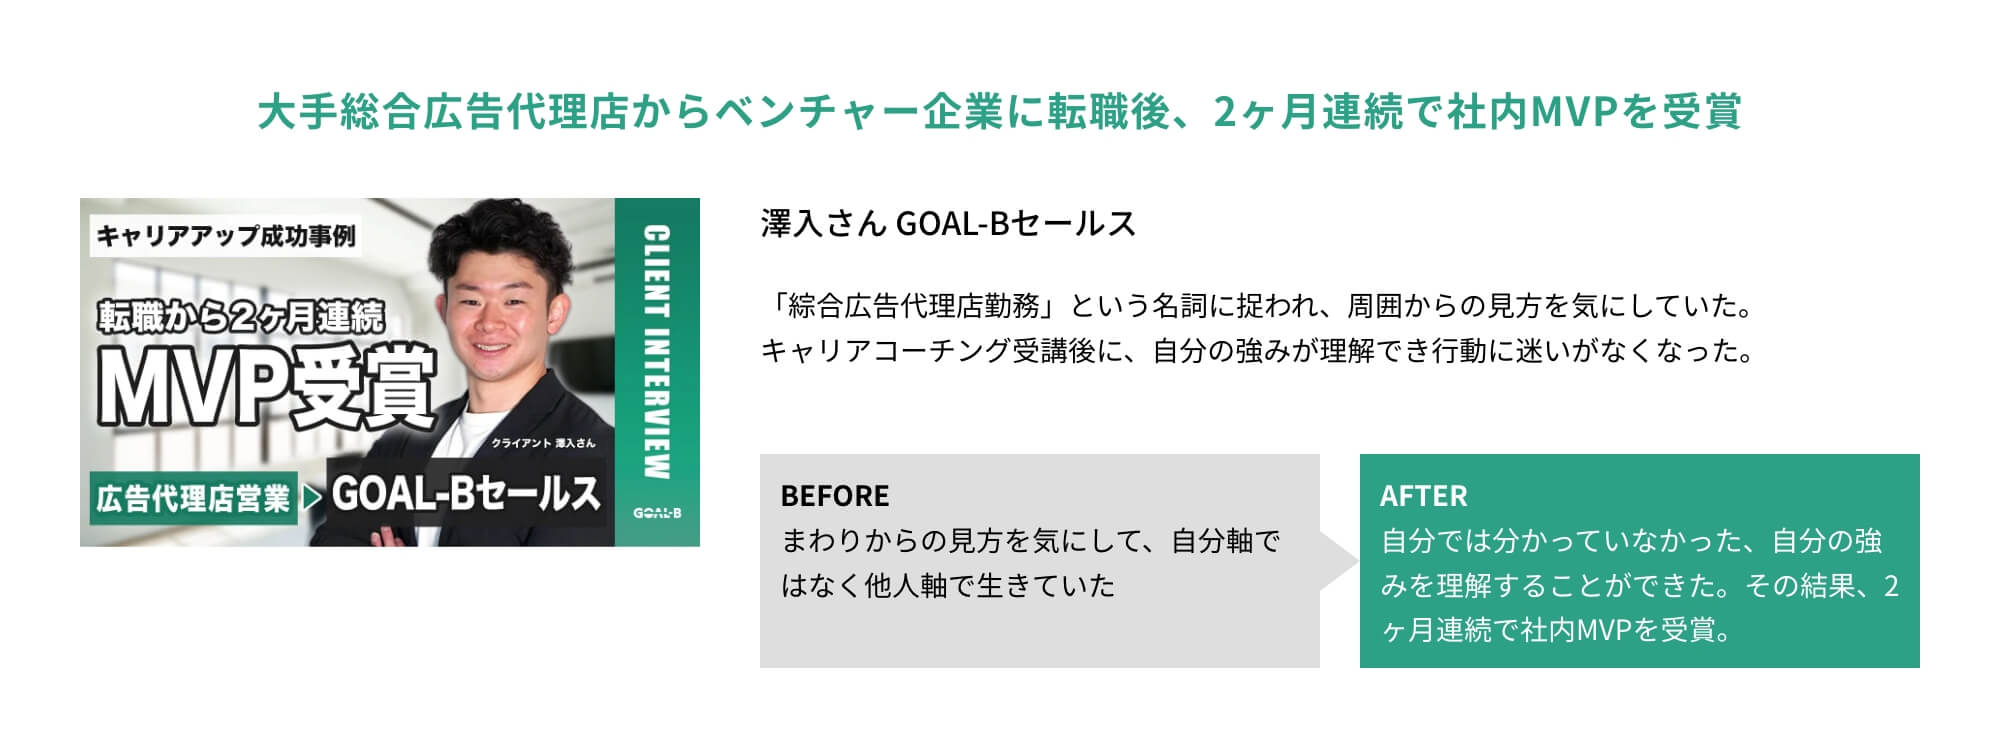 大手総合広告代理店からベンチャー企業に転職後、2ヶ月連続で社内MVPを受賞
キャリアアップ成功事例
転職から2ヶ月連続
MVP受賞
クライアント 澤入さん
広告代理店営業
GOAL-Bセールス
CLIENT INTERVIEW
GOAL-B
澤入さん GOAL-Bセールス
「綜合広告代理店勤務」という名詞に捉われ、周囲からの見方を気にしていた。
キャリアコーチング受講後に、自分の強みが理解でき行動に迷いがなくなった。
BEFORE
まわりからの見方を気にして、自分軸で
はなく他人軸で生きていた
AFTER
自分では分かっていなかった、自分の強
みを理解することができた。その結果、2
ヶ月連続で社内MVPを受賞。